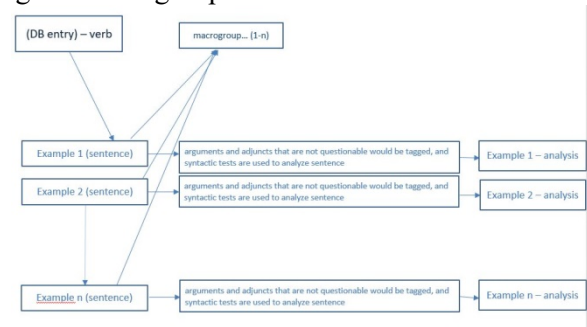 (DB entry) – verb
macrogroup... (1-n)
Example 1 (sentence)
arguments and adjuncts that are not questionable would be tagged, and
syntactic tests are used to analyze sentence
Example 1 – analysis
Example 2 (sentence)
arguments and adjuncts that are not questionable would be tagged, and
syntactic tests are used to analyze sentence
Example 2 – analysis
Example n (sentence)
arguments and adjuncts that are not questionable would be tagged, and
syntactic tests are used to analyze sentence
Example n – analysis